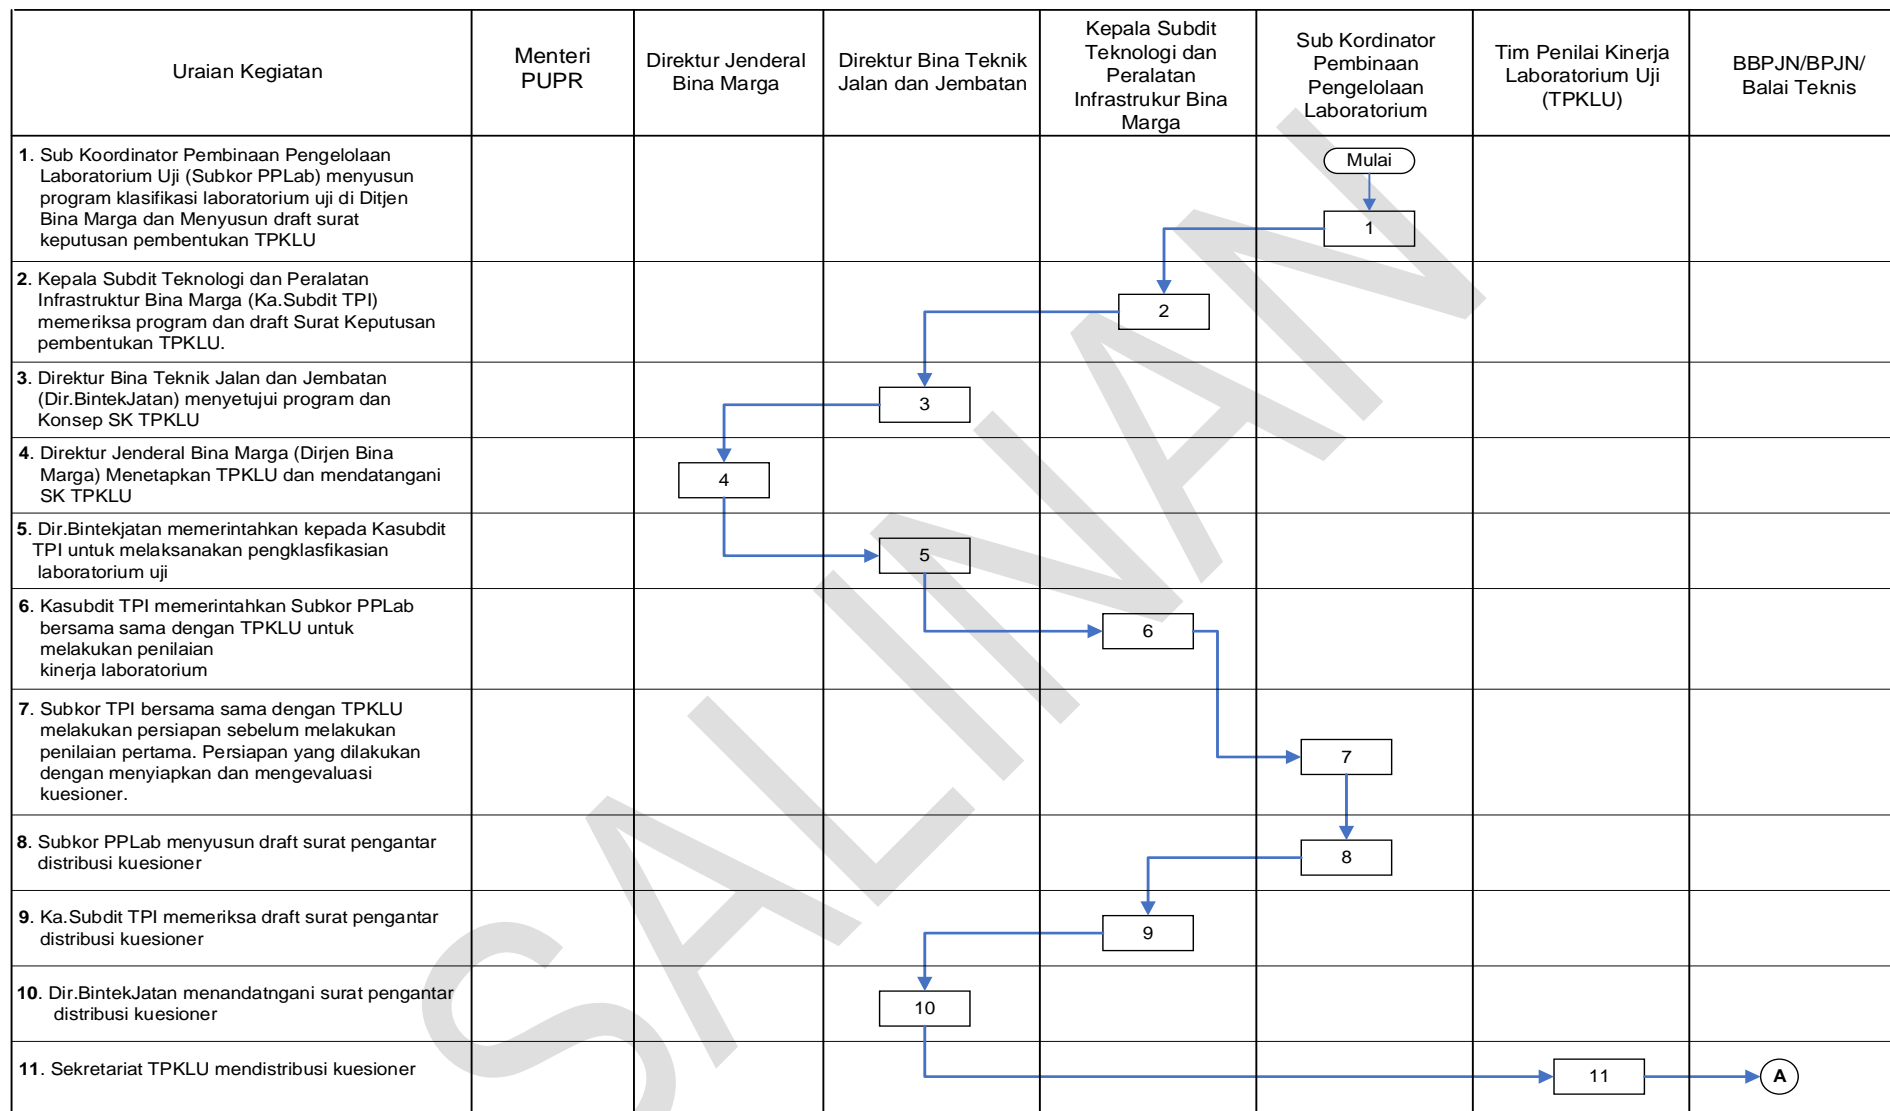 Uraian Kegiatan
Menteri
PUPR
Direktur Jenderal
Bina Marga
Direktur Bina Teknik
Jalan dan Jembatan
Kepala Subdit
Teknologi dan
Peralatan
Infrastrukur Bina
Marga
Sub Kordinator
Pembinaan
Pengelolaan
Laboratorium
Tim Penilai Kinerja
Laboratorium Uji
(TPKLU)
BBPJN/BPJN/
Balai Teknis
1. Sub Koordinator Pembinaan Pengelolaan
Laboratorium Uji (Subkor PPLab) menyusun
program klasifikasi laboratorium uji di Ditjen
Bina Marga dan Menyusun draft surat
keputusan pembentukan TPKLU
Mulai
1
2. Kepala Subdit Teknologi dan Peralatan
Infrastruktur Bina Marga (Ka.Subdit TPI)
memeriksa program dan draft Surat Keputusan
pembentukan TPKLU.
2
3. Direktur Bina Teknik Jalan dan Jembatan
(Dir.BintekJatan) menyetujui program dan
Konsep SK TPKLU
3
4. Direktur Jenderal Bina Marga (Dirjen Bina
Marga) Menetapkan TPKLU dan mendatangani
SK TPKLU
4
5. Dir.Bintekjatan memerintahkan kepada Kasubdit
TPI untuk melaksanakan pengklasfikasian
laboratorium uji
5
6. Kasubdit TPI memerintahkan Subkor PPLab
bersama sama dengan TPKLU untuk
melakukan penilaian
kinerja laboratorium
6
7. Subkor TPI bersama sama dengan TPKLU
melakukan persiapan sebelum melakukan
penilaian pertama. Persiapan yang dilakukan
dengan menyiapkan dan mengevaluasi
kuesioner.
7
8. Subkor PPLab menyusun draft surat pengantar
distribusi kuesioner
8
9. Ka.Subdit TPI memeriksa draft surat pengantar
distribusi kuesioner
9
10. Dir.BintekJatan menandatngani surat pengantar
distribusi kuesioner
10
11. Sekretariat TPKLU mendistribusi kuesioner
11
A
SALINAN